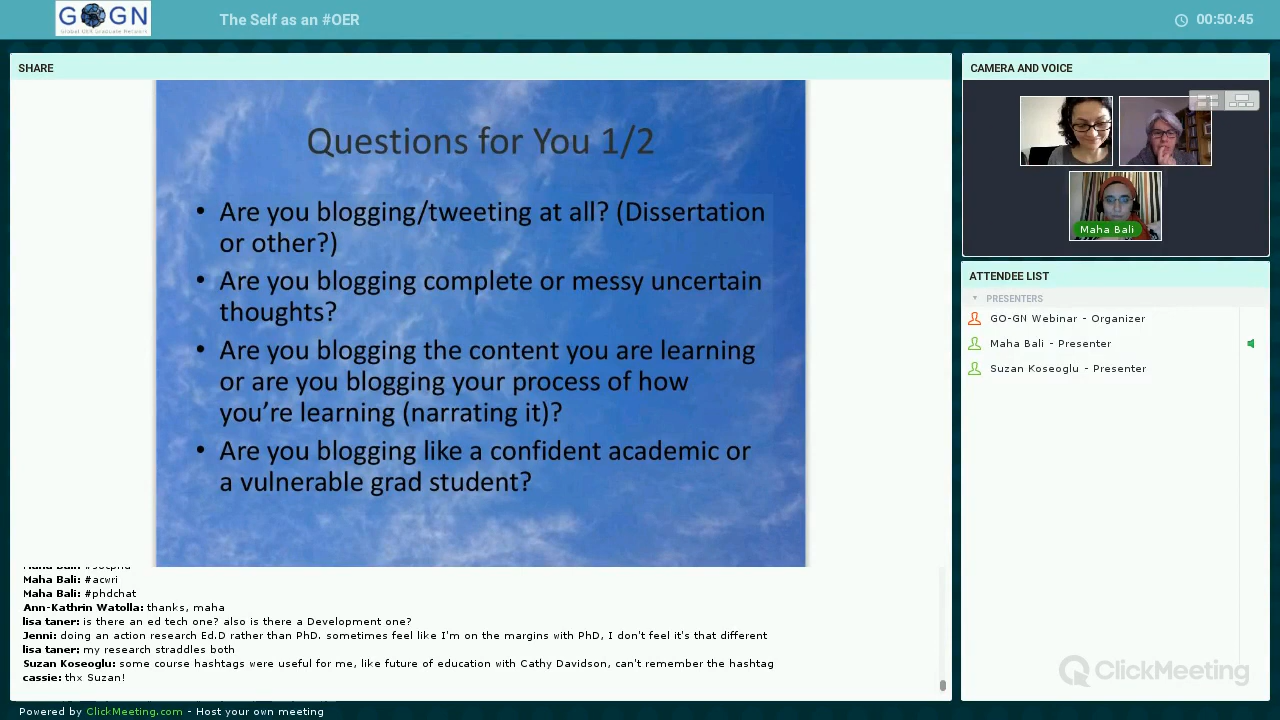 GOGN
Global OER Graduate Network
The Self as an #OER
00:50:45
SHARE
Questions for You 1/2
• Are you blogging/tweeting at all? (Dissertation
or other?)
• Are you blogging complete or messy uncertain
thoughts?
• Are you blogging the content you are learning
or are you blogging your process of how
you’re learning (narrating it)?
• Are you blogging like a confident academic or
a vulnerable grad student?
Maha Bali: #acwri
Maha Bali: #phdchat
Ann-Kathrin Watolla: thanks, maha
lisa taner: is there an ed tech one? also is there a Development one?
Jenni: doing an action research Ed.D rather than PhD. sometimes feel like I'm on the margins with PhD, I don't feel it's that different
lisa taner: my research straddles both
Suzan Koseoglu: some course hashtags were useful for me, like future of education with Cathy Davidson, can't remember the hashtag
cassie: thx Suzan!
CAMERA AND VOICE
Maha Bali
ATTENDEE LIST
PRESENTERS
GO-GN Webinar - Organizer
Maha Bali - Presenter
Suzan Koseoglu - Presenter
ClickMeeting
Powered by ClickMeeting.com - Host your own meeting